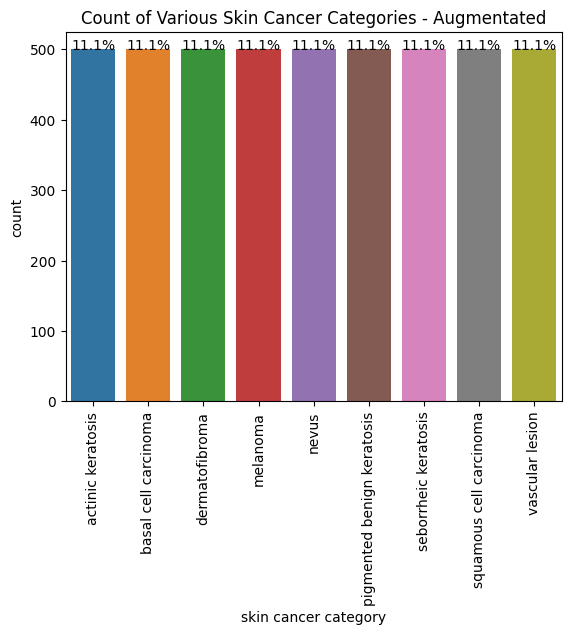 Count of Various Skin Cancer Categories - Augmentated
11.1% 11.1% 11.1% 11.1% 11.1% 11.1% 11.1% 11.1% 11.1%
500
400
300
200
100
0
count
actinic keratosis
basal cell carcinoma
dermatofibroma
melanoma
nevus
pigmented benign keratosis
seborrheic keratosis
squamous cell carcinoma
vascular lesion
skin cancer category